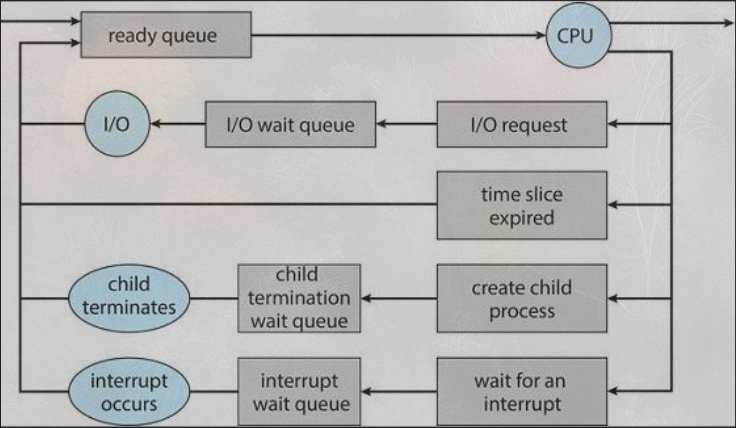 ready queue
CPU
I/O
I/O wait queue
I/O request
time slice
expired
child
terminates
child
termination
wait queue
create child
process
interrupt
occurs
interrupt
wait queue
wait for an
interrupt